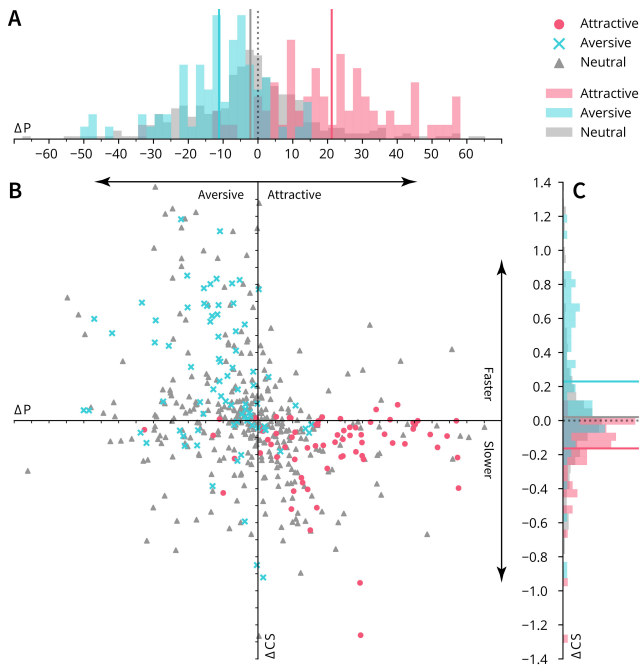 A
Attractive
Aversive
Neutral
Attractive
Aversive
Neutral
ΔP
−60 −50 −40 −30 −20 −10 0 10 20 30 40 50 60
B
Aversive Attractive
C
ΔP
Faster
Slower
ΔCS
1.4
1.2
1.0
0.8
0.6
0.4
0.2
0.0
−0.2
−0.4
−0.6
−0.8
−1.0
−1.2
−1.4
ΔCS